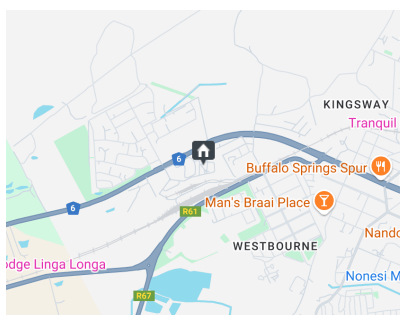 KINGSWAY
Tranquil
6
Buffalo Springs Spur
Man's Braai Place
R61
6
Nando
WESTBOURNE
odge Linga Longa
Nonesi M
R67